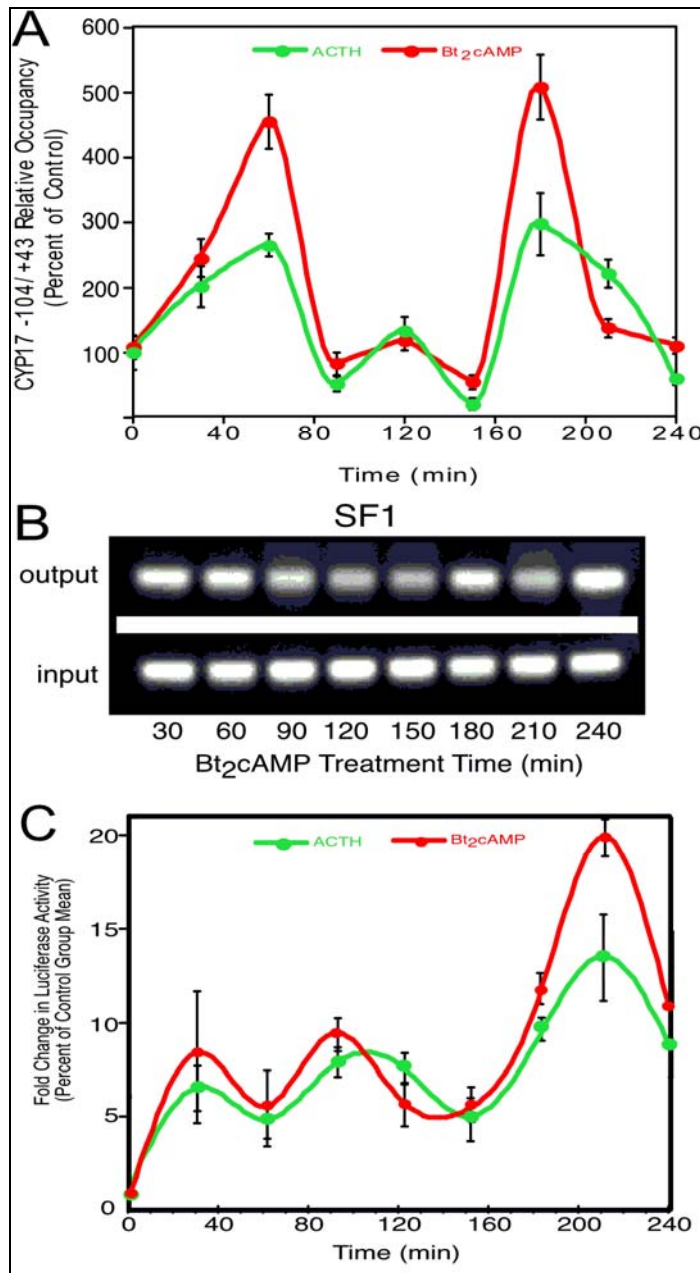 A
600
500
400
300
200
100
CYP17 -104/+43 Relative Occupancy
(Percent of Control)
ACTH Bt2cAMP
0 40 80 120 160 200 240
Time (min)
B
SF1
output
input
30 60 90 120 150 180 210 240
Bt2cAMP Treatment Time (min)
C
20
15
10
5
0
Fold Change in Luciferase Activity
(Percent of Control Group Mean)
ACTH Bt2cAMP
0 40 80 120 160 200 240
Time (min)